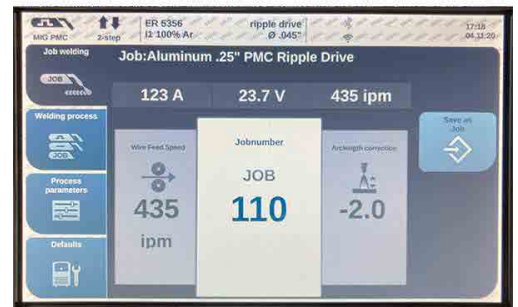 MIG PMC
2-step
ER 5356
I1 100% Ar
ripple drive
Ø .045"
17:18
04.11.20
Job welding
Job:Aluminum .25" PMC Ripple Drive
JOB
123 A
23.7 V
435 ipm
Welding process
JOB
Wire Feed Speed
435
ipm
Jobnumber
JOB
110
Arclength correction
-2.0
Save as
Job
Process
parameters
Defaults